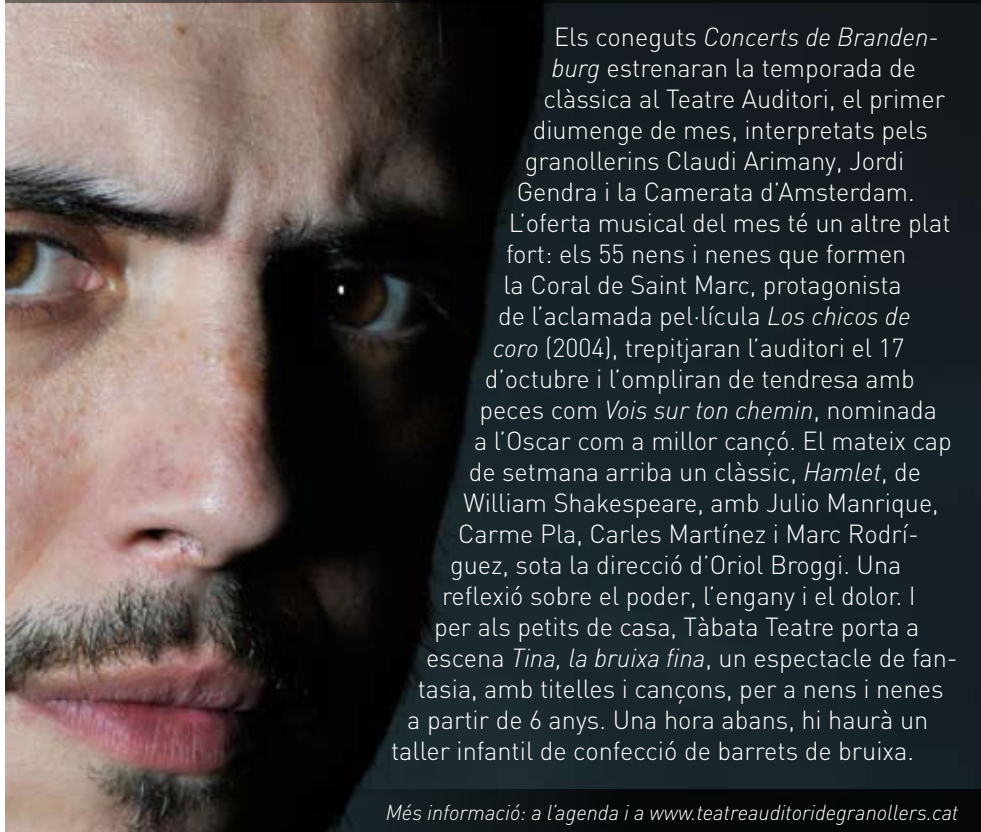 Els coneguts Concerts de Branden-
burg estrenaran la temporada de
clàssica al Teatre Auditori, el primer
diumenge de mes, interpretats pels
granollerins Claudi Arimany, Jordi
Gendra i la Camerata d'Amsterdam.
L'oferta musical del mes té un altre plat
fort: els 55 nens i nenes que formen
la Coral de Saint Marc, protagonista
de l'aclamada pel·lícula Los chicos de
coro (2004), trepitjaran l'auditori el 17
d'octubre i l'ompliran de tendresa amb
peces com Vois sur ton chemin, nominada
a l'Oscar com a millor cançó. El mateix cap
de setmana arriba un clàssic, Hamlet, de
William Shakespeare, amb Julio Manrique,
Carme Pla, Carles Martínez i Marc Rodrí-
guez, sota la direcció d'Oriol Broggi. Una
reflexió sobre el poder, l'engany i el dolor. I
per als petits de casa, Tàbata Teatre porta a
escena Tina, la bruixa fina, un espectacle de fan-
tasia, amb titelles i cançons, per a nens i nenes
a partir de 6 anys. Una hora abans, hi haurà un
taller infantil de confecció de barrets de bruixa.
Més informació: a l'agenda i a www.teatreauditoridegranollers.cat